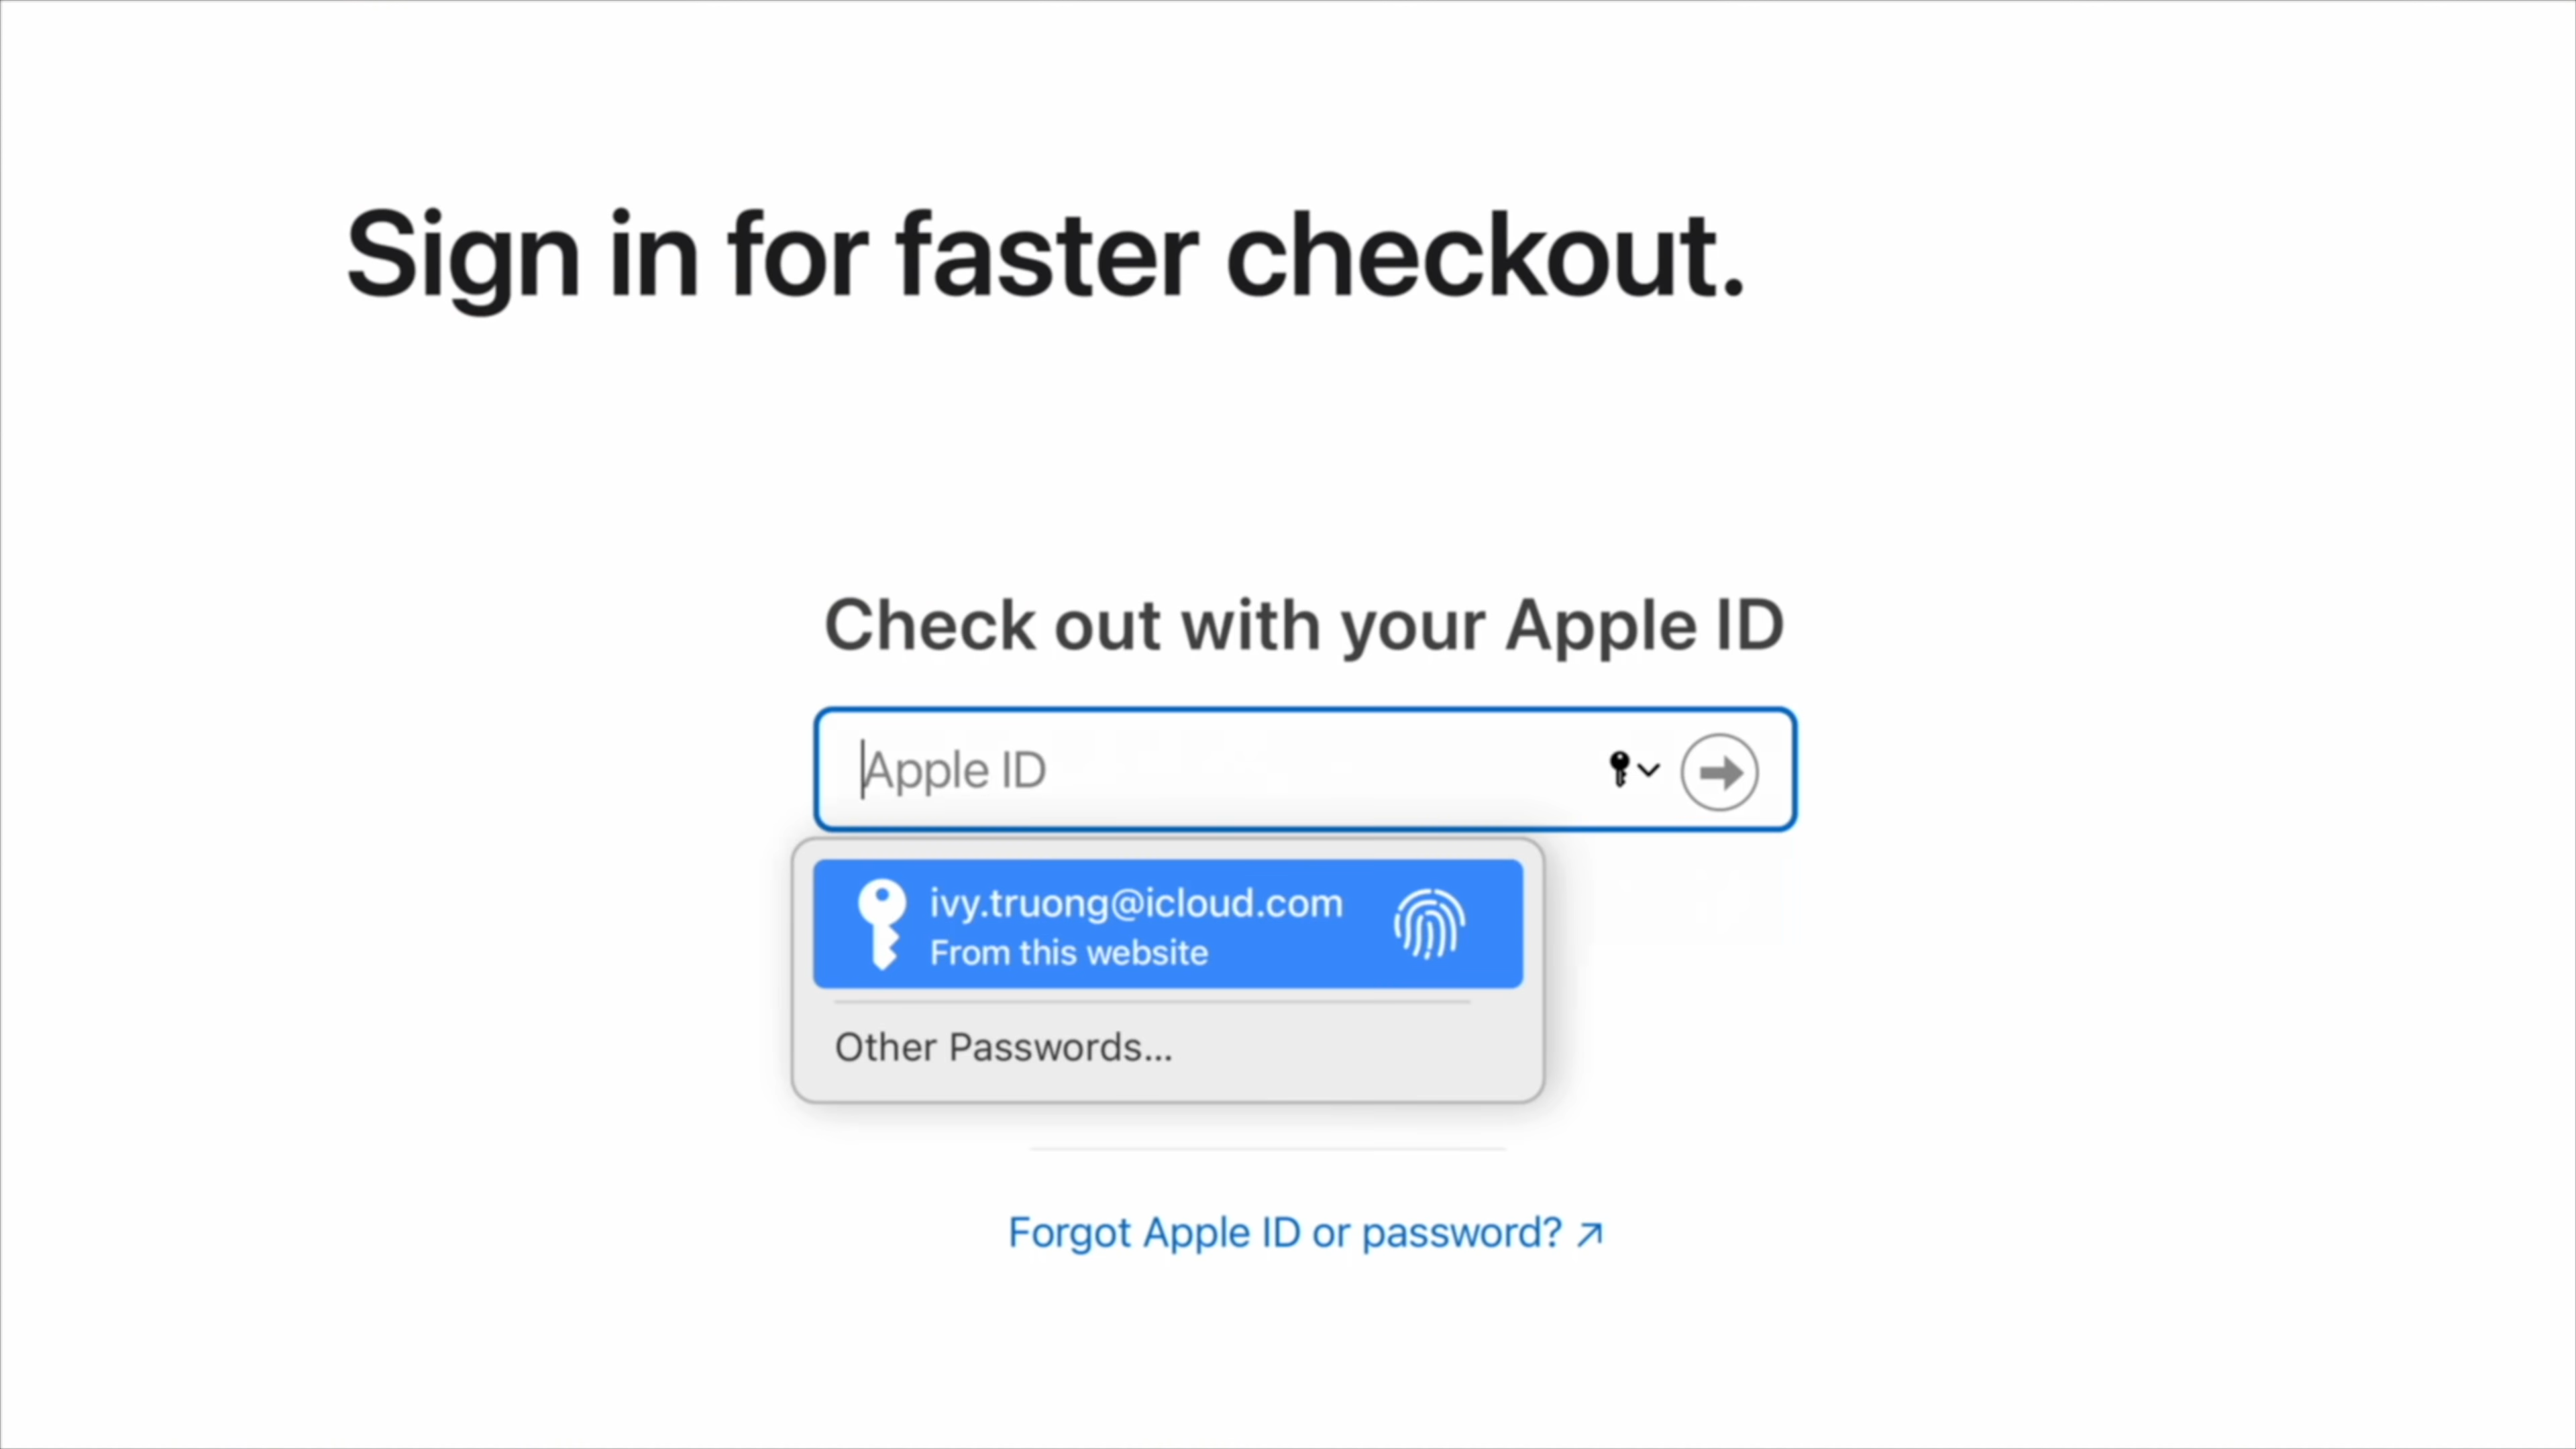 Sign in for faster checkout.
Check out with your Apple ID
Apple ID
ivy.truong@icloud.com
From this website
Other Passwords...
Forgot Apple ID or password? ↗